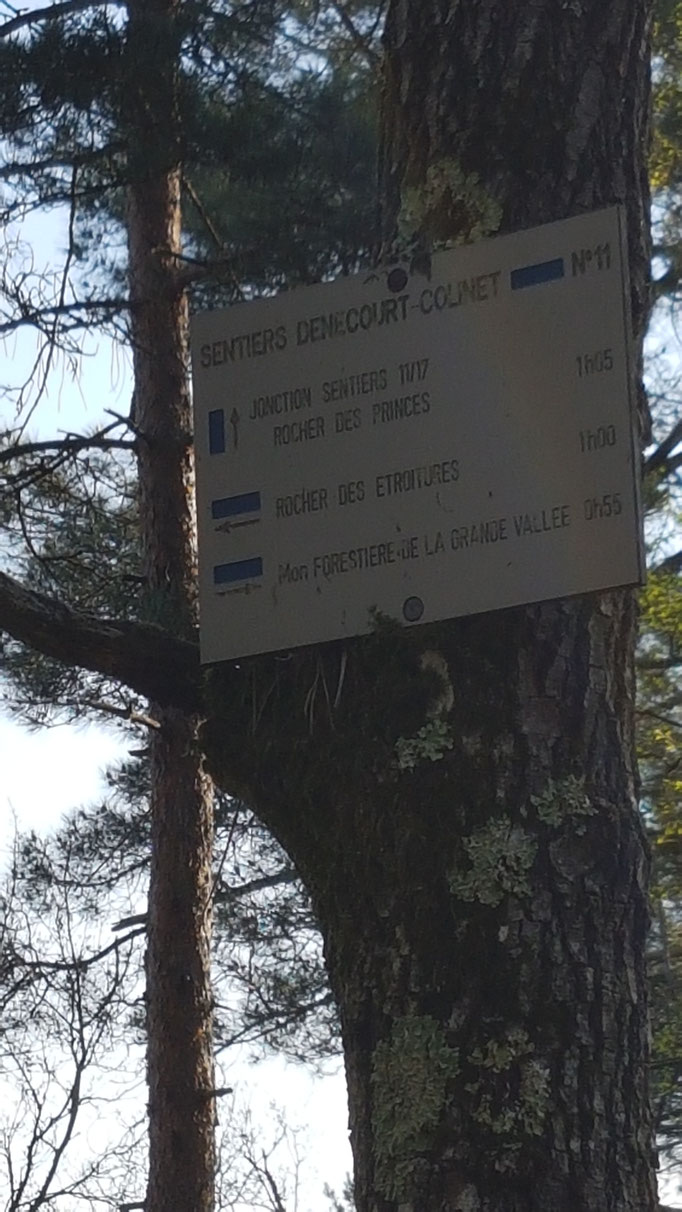 SENTIERS DENECOURT-COLINET N°11
JONCTION SENTIERS 11/17 1h05
ROCHER DES PRINCES
ROCHER DES ETROITURES 1h00
Mon FORESTIERE DE LA GRANDE VALLEE 0h55